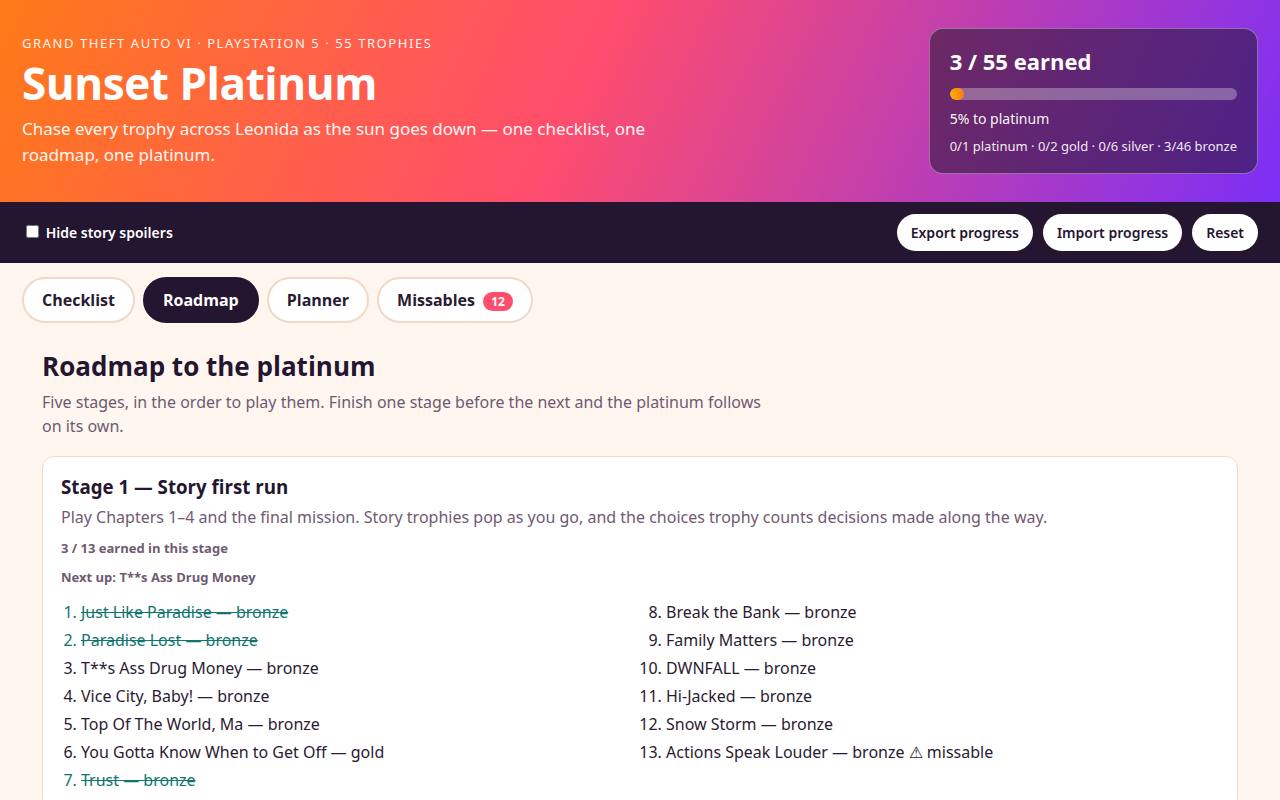 GRAND THEFT AUTO VI · PLAYSTATION 5 · 55 TROPHIES
Sunset Platinum
Chase every trophy across Leonida as the sun goes down — one checklist, one
roadmap, one platinum.
3 / 55 earned
5% to platinum
0/1 platinum · 0/2 gold · 0/6 silver · 3/46 bronze
Hide story spoilers
Export progress
Import progress
Reset
Checklist
Roadmap
Planner
Missables 12
Roadmap to the platinum
Five stages, in the order to play them. Finish one stage before the next and the platinum follows
on its own.
Stage 1 — Story first run
Play Chapters 1–4 and the final mission. Story trophies pop as you go, and the choices trophy counts decisions made along the way.
3 / 13 earned in this stage
Next up: T**s Ass Drug Money
1. Just Like Paradise — bronze
2. Paradise Lost — bronze
3. T**s Ass Drug Money — bronze
4. Vice City, Baby! — bronze
5. Top Of The World, Ma — bronze
6. You Gotta Know When to Get Off — gold
7. Trust — bronze
8. Break the Bank — bronze
9. Family Matters — bronze
10. DWNFALL — bronze
11. Hi-Jacked — bronze
12. Snow Storm — bronze
13. Actions Speak Louder — bronze ⚠ missable